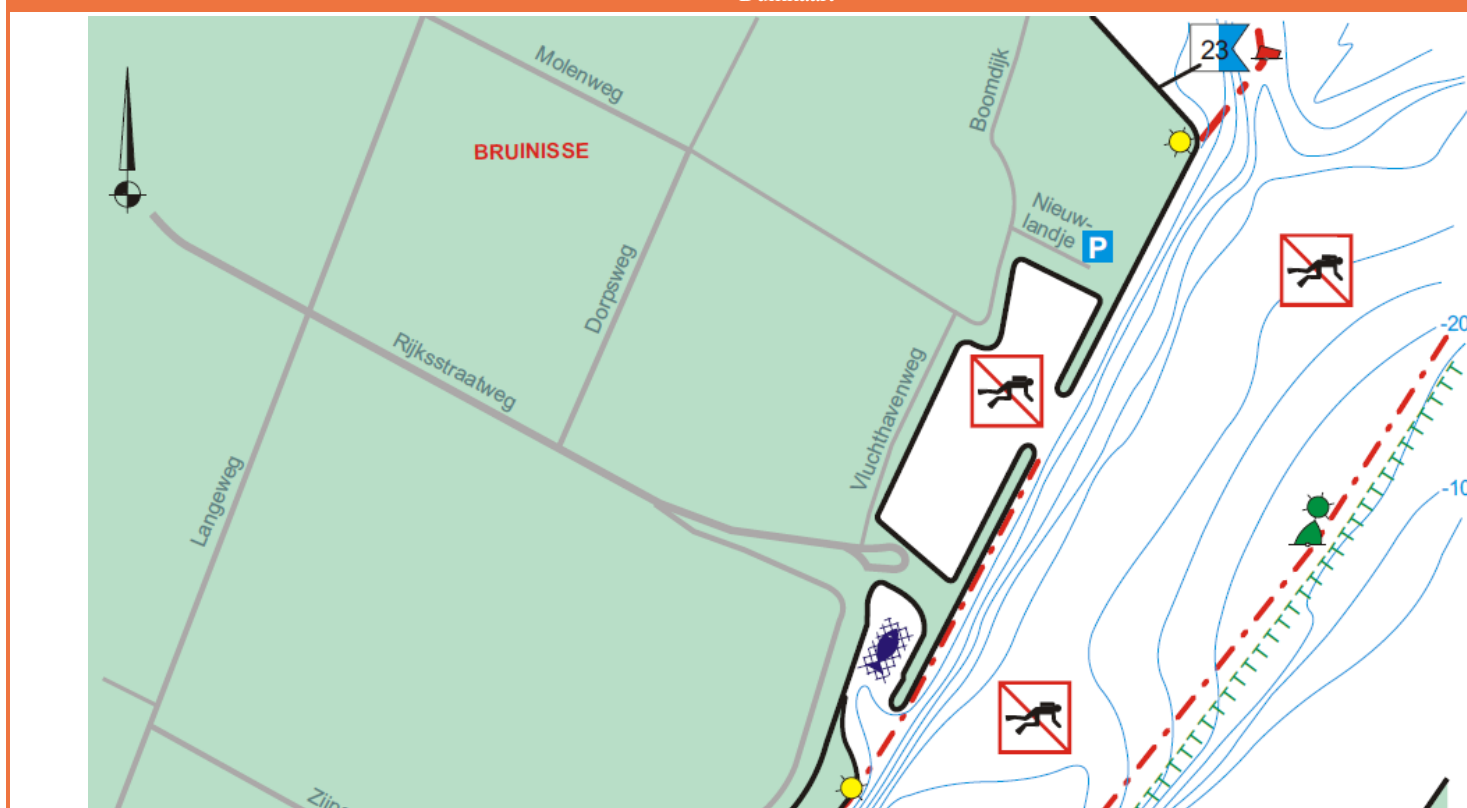 23
Molenweg
Boomdijk
BRUINISSE
Nieuw-
landje
P
Dorpsweg
-20
Rijksstraatweg
Vluchthavenweg
Langeweg
-10